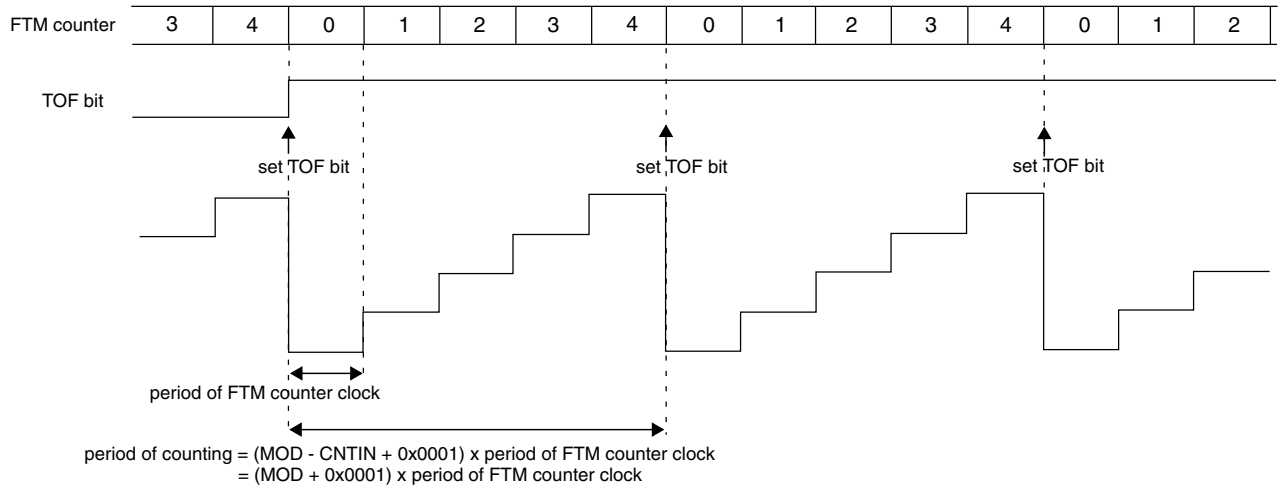 FTM counter 3 4 0 1 2 3 4 0 1 2 3 4 0 1 2
TOF bit
set TOF bit set TOF bit set TOF bit
period of FTM counter clock
period of counting = (MOD - CNTIN + 0x0001) x period of FTM counter clock
= (MOD + 0x0001) x period of FTM counter clock